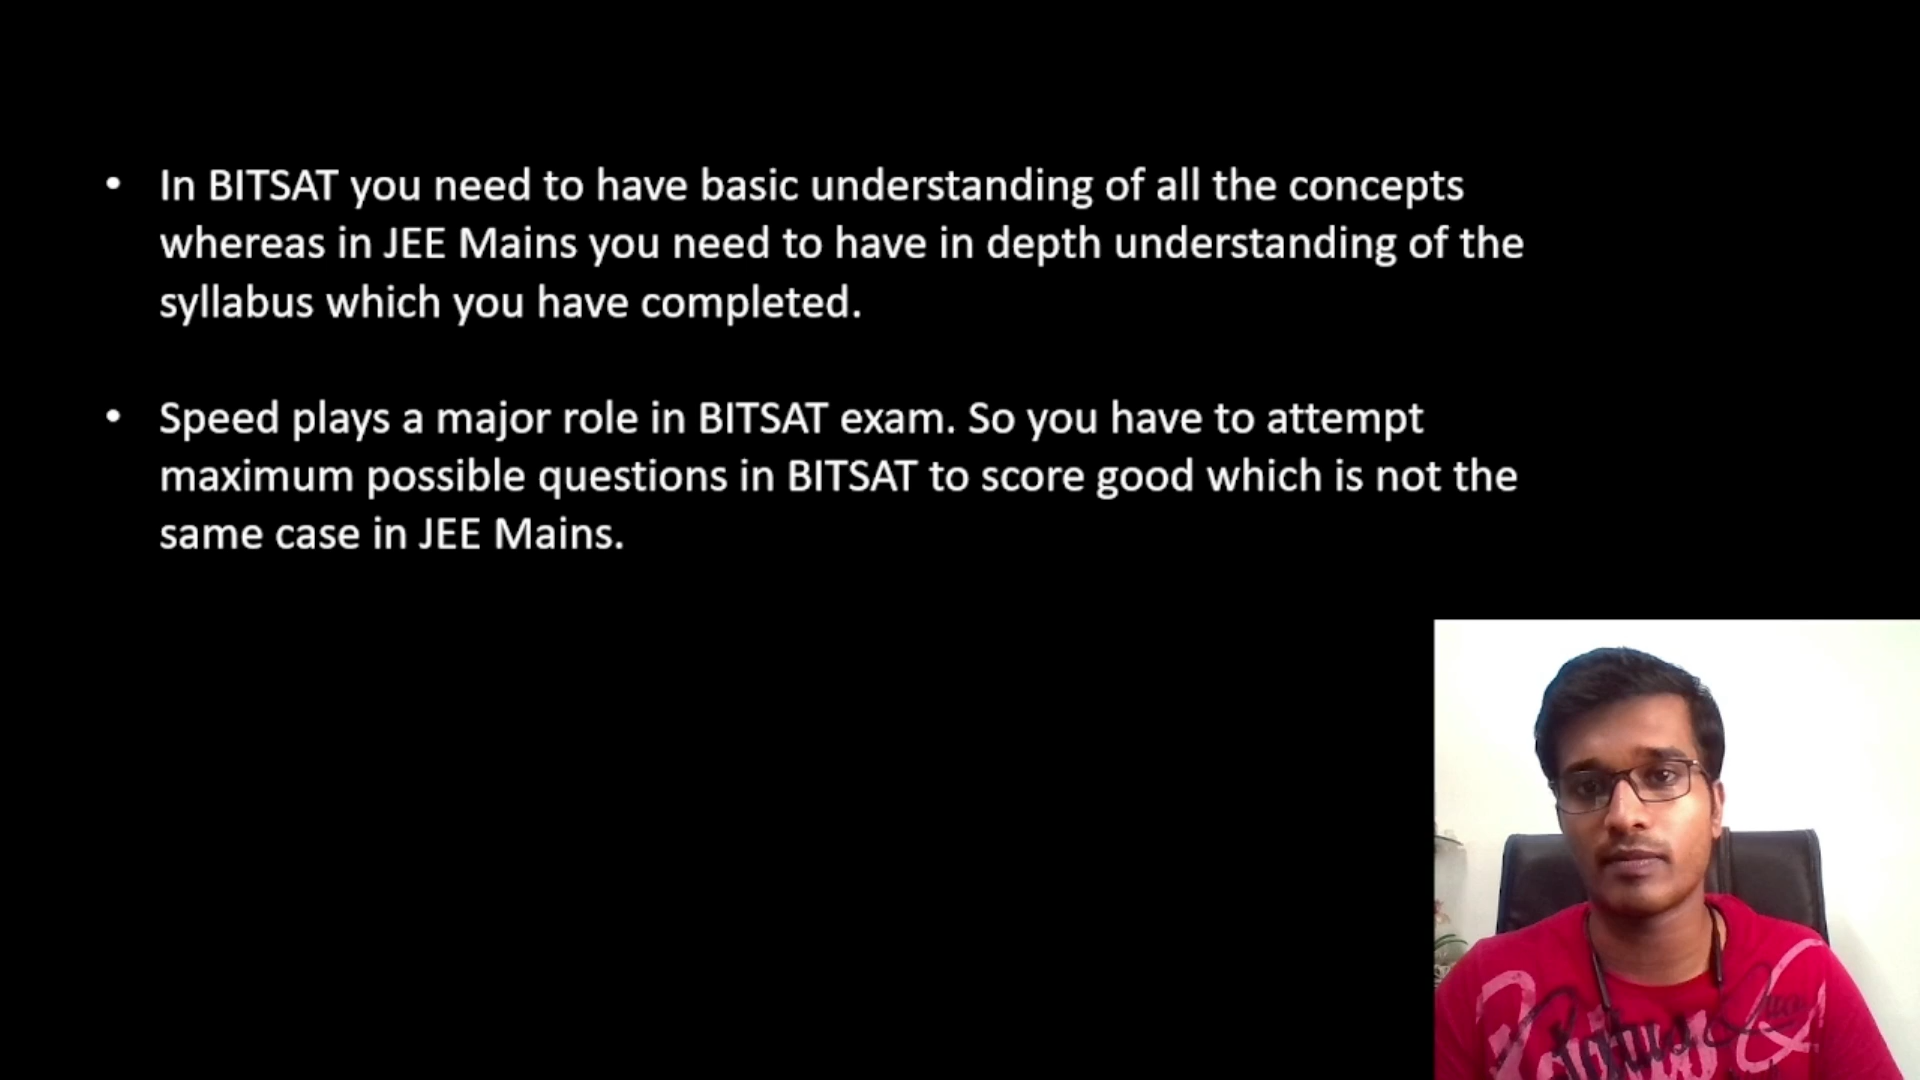 • In BITSAT you need to have basic understanding of all the concepts
whereas in JEE Mains you need to have in depth understanding of the
syllabus which you have completed.
• Speed plays a major role in BITSAT exam. So you have to attempt
maximum possible questions in BITSAT to score good which is not the
same case in JEE Mains.